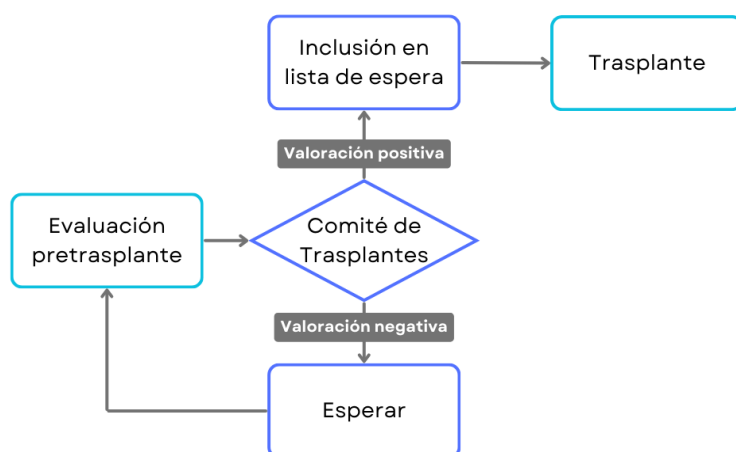 Inclusión en
lista de espera
Trasplante
Valoración positiva
Evaluación
pretrasplante
Comité de
Trasplantes
Valoración negativa
Esperar